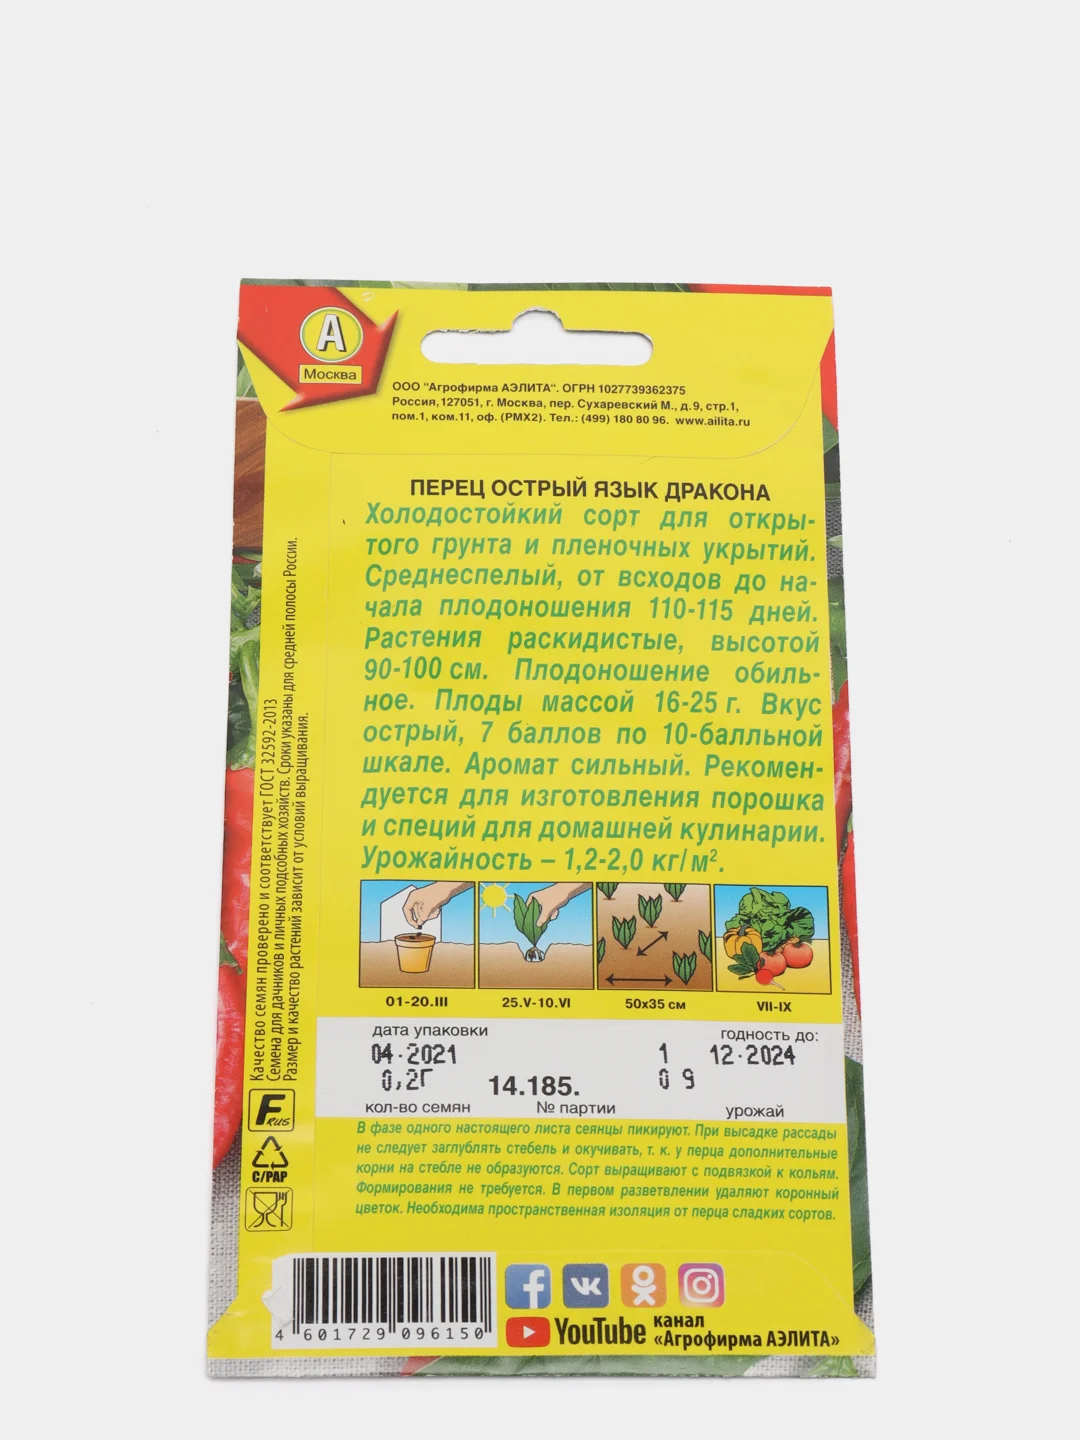 А
Москва
ООО "Агрофирма АЭЛИТА". ОГРН 1027739362375
Россия,127051, г. Москва, пер. Сухаревский М., д.9, стр.1,
пом.1, ком.11, оф. (РМХ2). Тел.: (499) 180 80 96. www.ailita.ru
ПЕРЕЦ ОСТРЫЙ ЯЗЫК ДРАКОНА
Холодостойкий сорт для откры-
того грунта и пленочных укрытий.
Среднеспелый, от всходов до на-
чала плодоношения 110-115 дней.
Растения раскидистые, высотой
90-100 см. Плодоношение обиль-
ное. Плоды массой 16-25 г. Вкус
острый, 7 баллов по 10-балльной
шкале. Аромат сильный. Рекомен-
дуется для изготовления порошка
и специй для домашней кулинарии.
Урожайность – 1,2-2,0 кг/м².
01-20.III
25.V-10.VI
50х35 см
VII-IX
дата упаковки
годность до:
04·2021
1
12·2024
0,2Г
14.185.
0 9
кол-во семян
№ партии
урожай
В фазе одного настоящего листа сеянцы пикируют. При высадке рассады
не следует заглублять стебель и окучивать, т. к. у перца дополнительные
корни на стебле не образуются. Сорт выращивают с подвязкой к кольям.
Формирования не требуется. В первом разветвлении удаляют коронный
цветок. Необходима пространственная изоляция от перца сладких сортов.
Качество семян проверено и соответствует ГОСТ 32592-2013
Семена для дачников и личных подсобных хозяйств. Сроки указаны для средней полосы России.
Размер и качество растений зависит от условий выращивания.
F RUS
C/PAP
4 601729 096150
YouTube
канал
«Агрофирма АЭЛИТА»